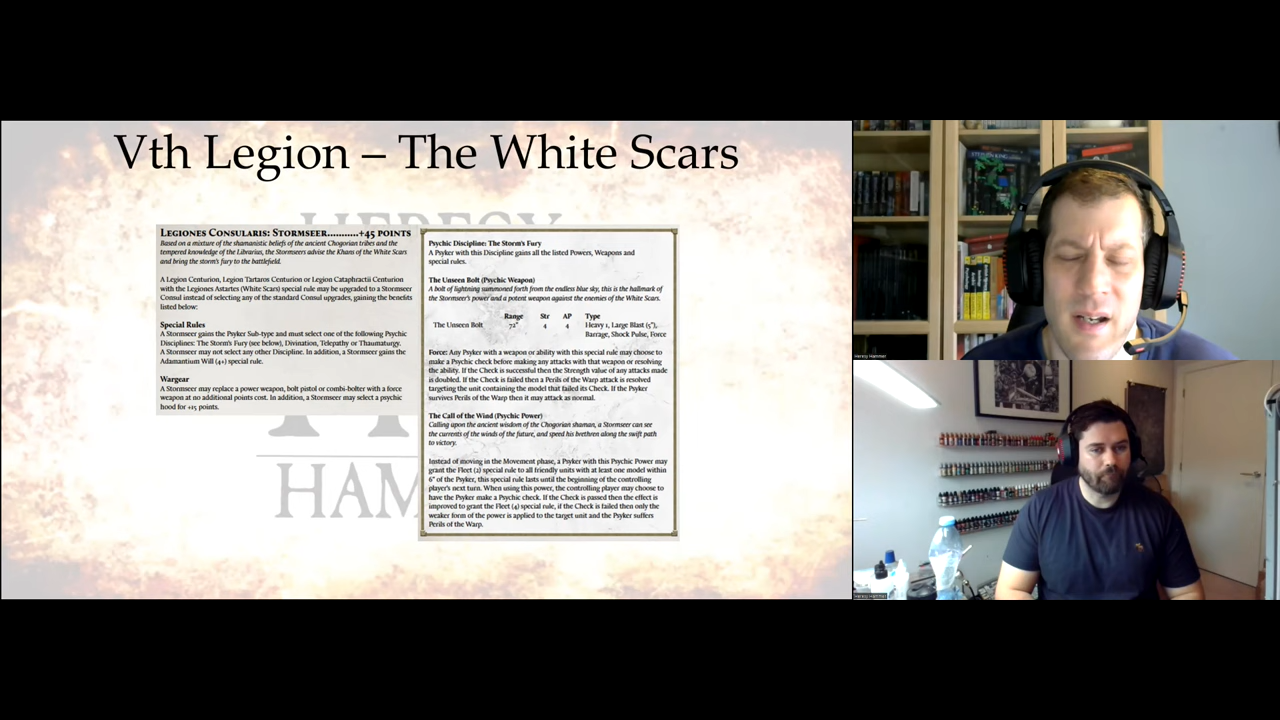 Vth Legion – The White Scars
HERESY
HAM
Legiones Consularis: Stormseer...........+45 points
Based on a mixture of the shamanistic beliefs of the ancient Chogorian tribes and the
tempered knowledge of the Librarius, the Stormseers advise the Khans of the White Scars
and bring the storm's fury to the battlefield.
A Legion Centurion, Legion Tartaros Centurion or Legion Cataphractii Centurion
with the Legiones Astartes (White Scars) special rule may be upgraded to a Stormseer
Consul instead of selecting any of the standard Consul upgrades, gaining the benefits
listed below:
Special Rules
A Stormseer gains the Psyker Sub-type and must select one of the following Psychic
Disciplines: The Storm's Fury (see below), Divination, Telepathy or Thaumaturgy.
A Stormseer may not select any other Discipline. In addition, a Stormseer gains the
Adamantium Will (4+) special rule.
Wargear
A Stormseer may replace a power weapon, bolt pistol or combi-bolter with a force
weapon at no additional points cost. In addition, a Stormseer may select a psychic
hood for +15 points.
Psychic Discipline: The Storm's Fury
A Psyker with this Discipline gains all the listed Powers, Weapons and
special rules.
The Unseen Bolt (Psychic Weapon)
A bolt of lightning summoned forth from the endless blue sky, this is the hallmark of
the Stormseer's power and a potent weapon against the enemies of the White Scars.
Range Str AP Type
The Unseen Bolt 72" 4 4 Heavy 1, Large Blast (5"),
Barrage, Shock Pulse, Force
Force: Any Psyker with a weapon or ability with this special rule may choose to
make a Psychic check before making any attacks with that weapon or resolving
the ability. If the Check is successful then the Strength value of any attacks made
is doubled. If the Check is failed then a Perils of the Warp attack is resolved
targeting the unit containing the model that failed its Check. If the Psyker
survives Perils of the Warp then it may attack as normal.
The Call of the Wind (Psychic Power)
Calling upon the ancient wisdom of the Chogorian shaman, a Stormseer can see
the currents of the winds of the future, and speed his brethren along the swift path
to victory.
Instead of moving in the Movement phase, a Psyker with this Psychic Power may
grant the Fleet (2) special rule to all friendly units with at least one model within
6" of the Psyker, this special rule lasts until the beginning of the controlling
player's next turn. When using this power, the controlling player may choose to
have the Psyker make a Psychic check. If the Check is passed then the effect is
improved to grant the Fleet (4) special rule, if the Check is failed then only the
weaker form of the power is applied to the target unit and the Psyker suffers
Perils of the Warp.